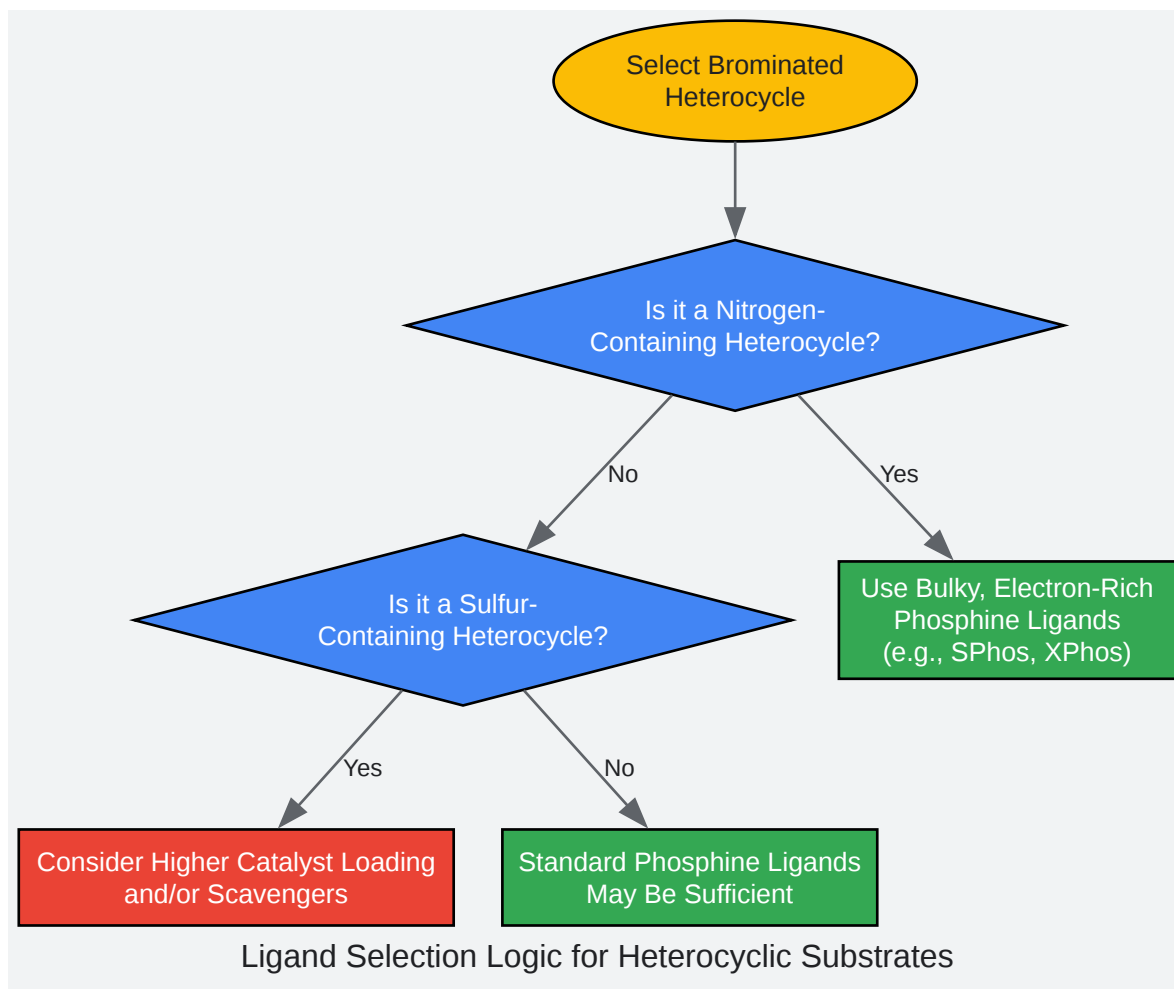 Select Brominated
Heterocycle
Is it a Nitrogen-
Containing Heterocycle?
No
Yes
Is it a Sulfur-
Containing Heterocycle?
Use Bulky, Electron-Rich
Phosphine Ligands
(e.g., SPhos, XPhos)
Yes
No
Consider Higher Catalyst Loading
and/or Scavengers
Standard Phosphine Ligands
May Be Sufficient
Ligand Selection Logic for Heterocyclic Substrates